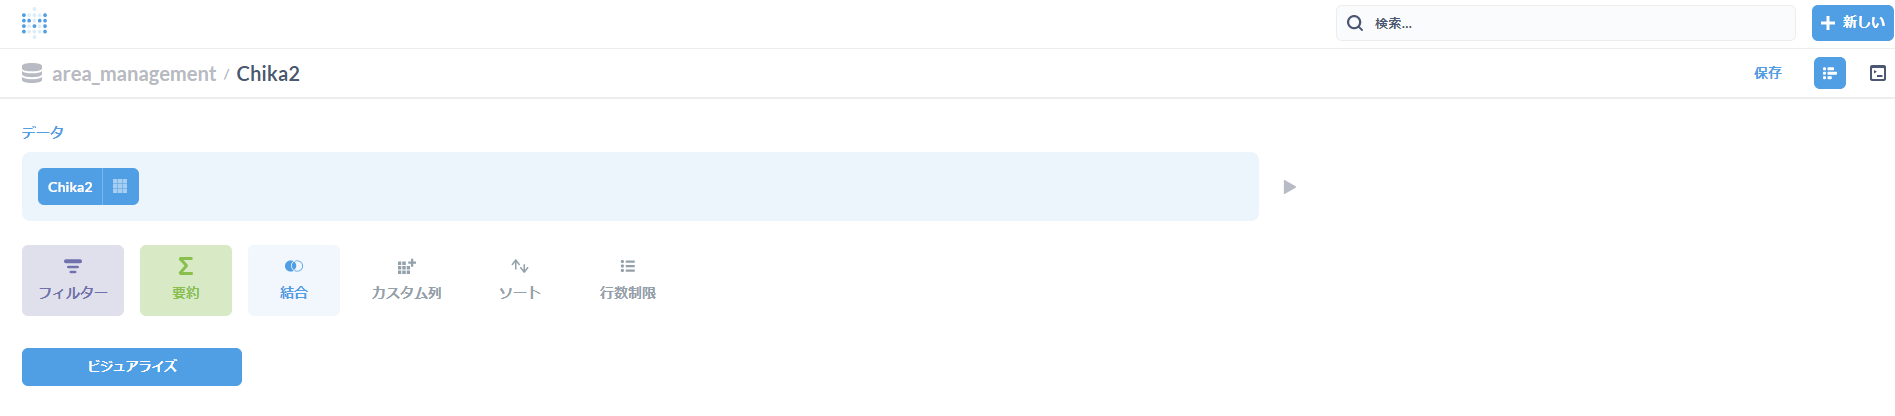 検索...
新しい
area_management / Chika2
保存
データ
Chika2
フィルター 要約 結合 カスタム列 ソート 行数制限
ビジュアライズ